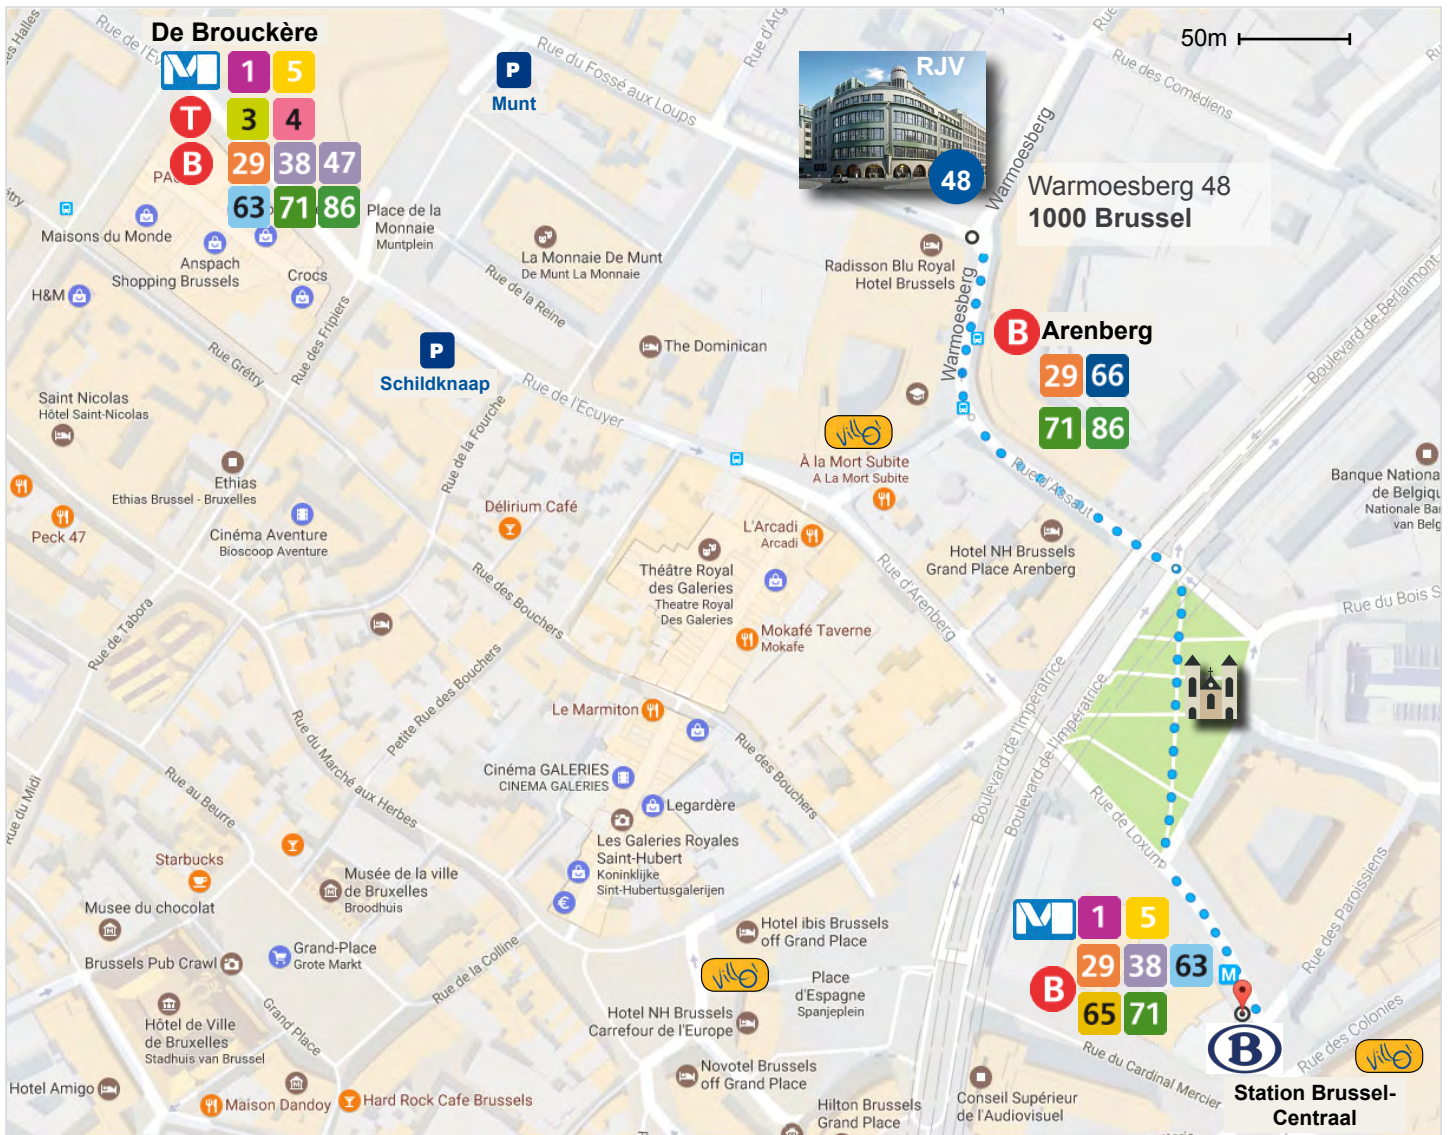 De Brouckère
1 5
T 3 4
B 29 38 47
63 71 86
P
Munt
RJV
48
50m
Warmoesberg 48
1000 Brussel
Rue du Fossé aux Loups
Rue des Comédiens
Warmoesberg
Warmoesberg
Place de la
Monnaie
Muntplein
Maisons du Monde
Anspach
Shopping Brussels
Crocs
H&M
La Monnaie De Munt
De Munt La Monnaie
Rue de la Reine
Rue des Fripiers
Rue Grétry
Radisson Blu Royal
Hotel Brussels
B Arenberg
29 66
71 86
Boulevard de Berlaimont
P
Schildknaap
The Dominican
Rue de l'Ecuyer
Rue de la Fourche
Saint Nicolas
Hôtel Saint-Nicolas
Villo!
À la Mort Subite
A La Mort Subite
Rue d'Assaut
Banque Nationa
de Belgiqu
Nationale Ba
van Belg
Ethias
Ethias Brussel - Bruxelles
Peck 47
Cinéma Aventure
Bioscoop Aventure
Délirium Café
L'Arcadi
Arcadi
Hotel NH Brussels
Grand Place Arenberg
Théâtre Royal
des Galeries
Theatre Royal
Des Galeries
Rue d'Arenberg
Rue des Bouchers
Rue du Bois S
Rue de Tabora
Mokafé Taverne
Mokafe
Petite Rue des Bouchers
Le Marmiton
Boulevard de l'Impératrice
Boulevard de l'Impératrice
Rue du Marché aux Herbes
Rue des Bouchers
Rue au Beurre
Rue du Midi
Cinéma GALERIES
CINEMA GALERIES
Legardère
Rue de Loxum
Les Galeries Royales
Saint-Hubert
Koninklijke
Sint-Hubertusgalerijen
€
Starbucks
Musée de la ville
de Bruxelles
Broodhuis
Musee du chocolat
Rue des Paroissiens
Grand-Place
Grote Markt
Brussels Pub Crawl
Rue de la Colline
Hotel ibis Brussels
off Grand Place
1 5
29 38 63
B
65 71
M
Villo!
Place
d'Espagne
Spanjeplein
Hôtel de Ville
de Bruxelles
Stadhuis van Brussel
Grand Place
Hotel NH Brussels
Carrefour de l'Europe
Rue du Cardinal Mercier
B
Rue des Colonies
Villo!
Station Brussel-
Centraal
Hotel Amigo
Maison Dandoy
Hard Rock Cafe Brussels
Novotel Brussels
off Grand Place
Hilton Brussels
Grand Place
Conseil Supérieur
de l'Audiovisuel